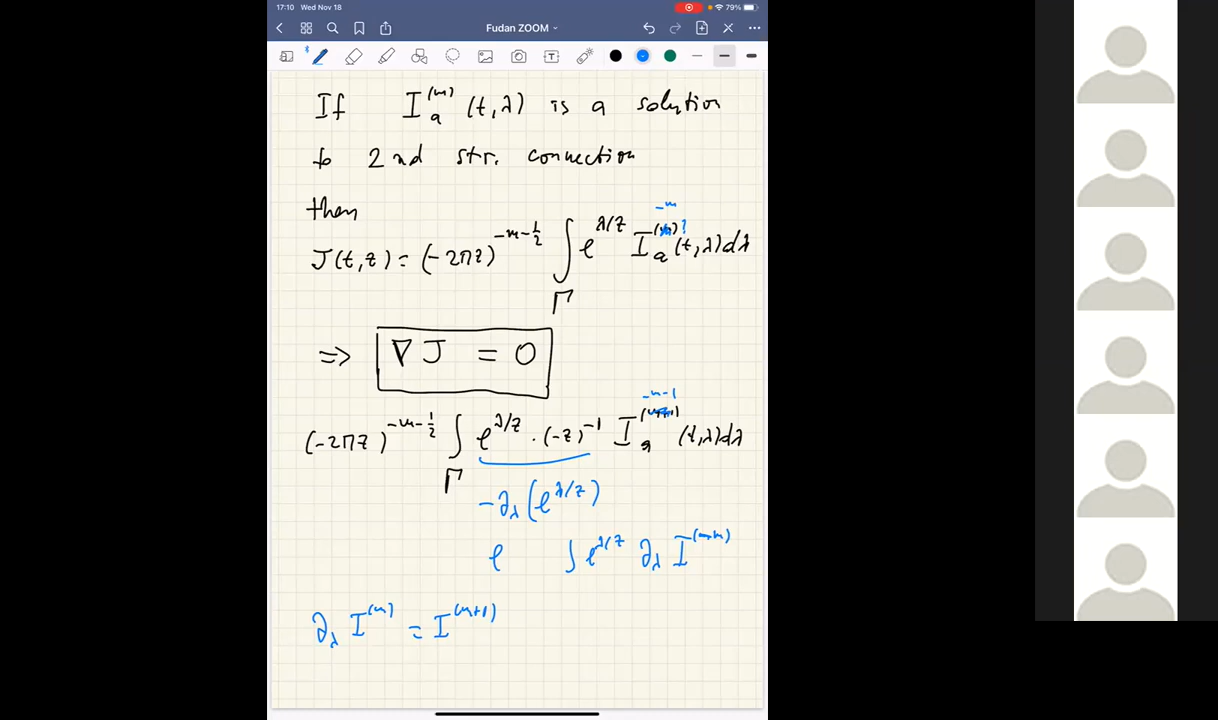 17:10 Wed Nov 18
79%
Fudan ZOOM
If I_a^{(m)} (t,λ) is a solution
to 2nd str. connection
then
J(t,z) = (-2πz)^{-m-1/2} ∫_Γ e^{λ/z} I_a^{(-m)} (t,λ)dλ
?
⇒ ∇J = 0
(-2πz)^{-m-1/2} ∫_Γ e^{λ/z} · (-z)^{-1} I_a^{(-m-1)} (t,λ)dλ
-∂_λ (e^{λ/z})
e ∫ e^{λ/z} ∂_λ I^{(-m)}
∂_λ I^{(m)} = I^{(m+1)}